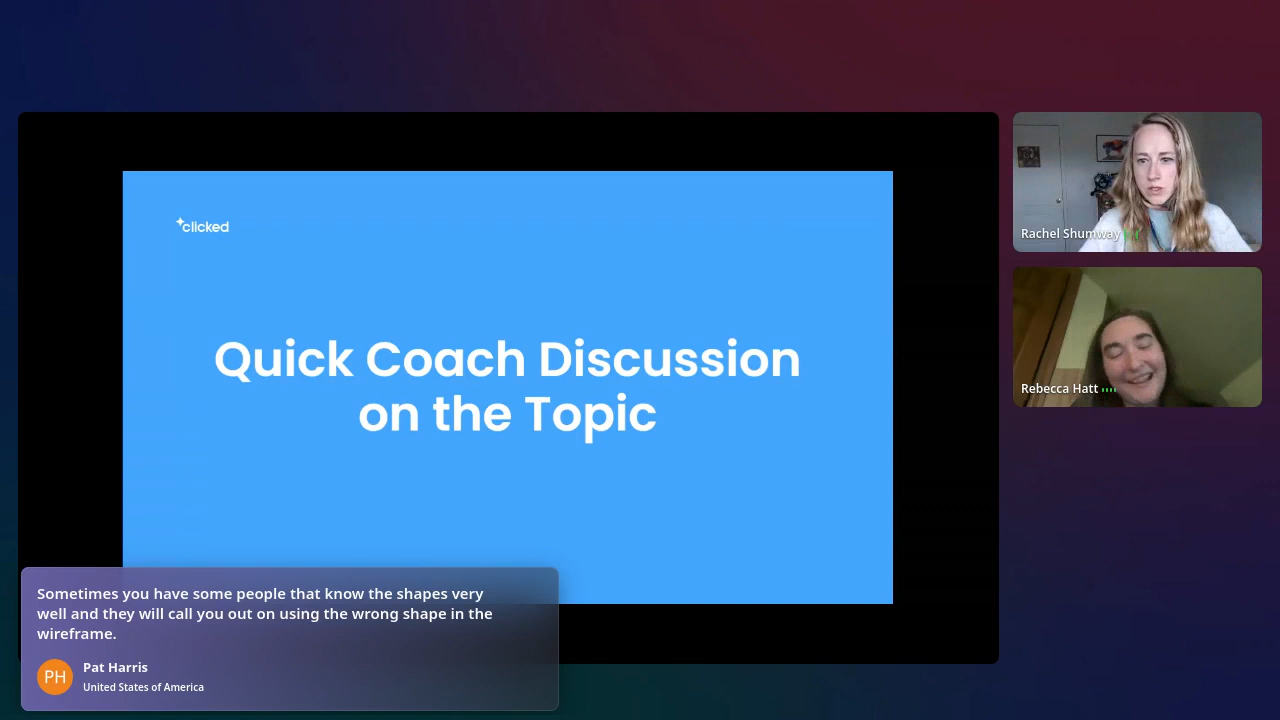 clicked
Quick Coach Discussion
on the Topic
Rachel Shumway
Rebecca Hatt
Sometimes you have some people that know the shapes very
well and they will call you out on using the wrong shape in the
wireframe.
PH
Pat Harris
United States of America